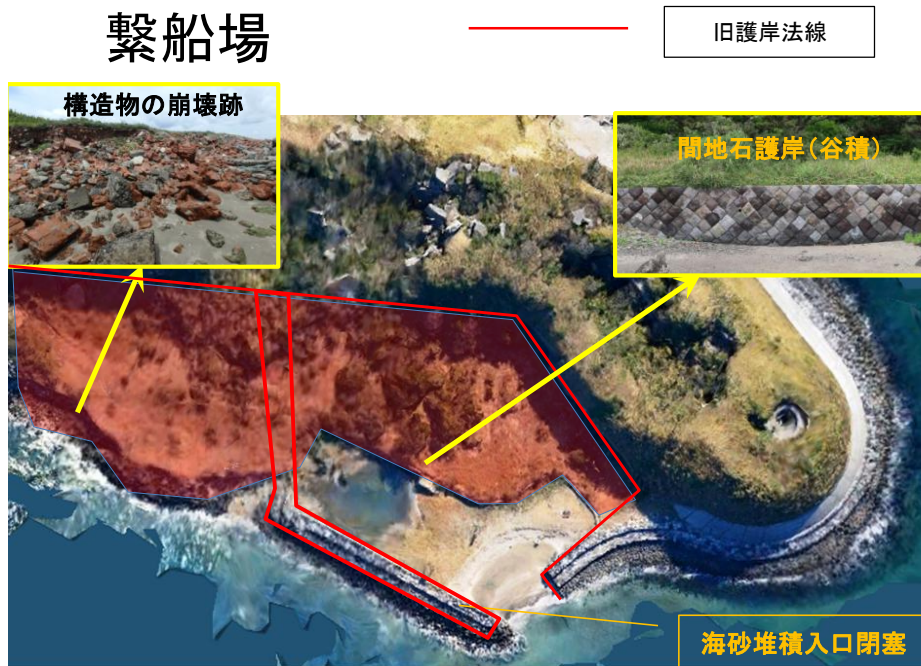 繋船場
旧護岸法線
構造物の崩壊跡
間地石護岸(谷積)
海砂堆積入口閉塞